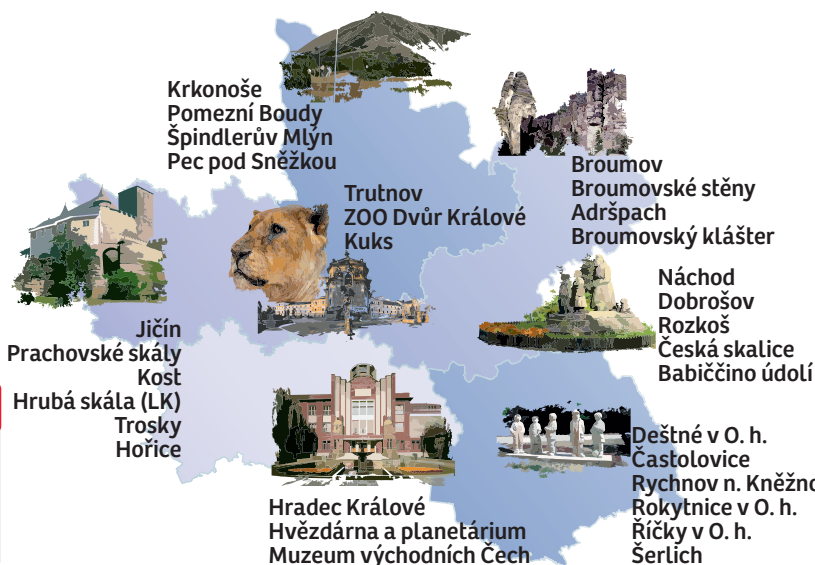 Krkonoše
Pomezní Boudy
Špindlerův Mlýn
Pec pod Sněžkou
Broumov
Broumovské stěny
Adršpach
Broumovský klášter
Trutnov
ZOO Dvůr Králové
Kuks
Náchod
Dobrošov
Rozkoš
Česká skalice
Babiččino údolí
Jičín
Prachovské skály
Kost
Hrubá skála (LK)
Trosky
Hořice
Deštné v O. h.
Častolovice
Rychnov n. Kněžno
Rokytnice v O. h.
Říčky v O. h.
Šerlich
Hradec Králové
Hvězdárna a planetárium
Muzeum východních Čech